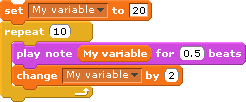 set My variable to 20
repeat 10
play note My variable for 0.5 beats
change My variable by 2